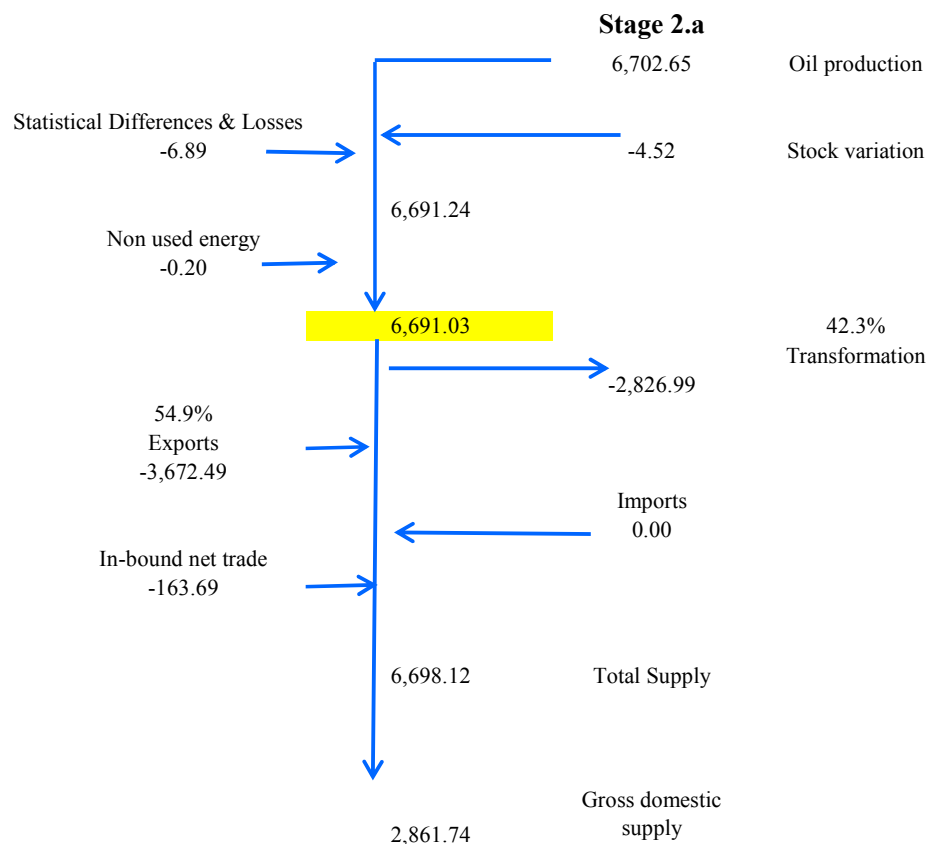 Stage 2.a
6,702.65 Oil production
Statistical Differences & Losses
-6.89 -4.52 Stock variation
6,691.24
Non used energy
-0.20
6,691.03 42.3%
Transformation
-2,826.99
54.9%
Exports
-3,672.49
Imports
0.00
In-bound net trade
-163.69
6,698.12 Total Supply
Gross domestic
supply
2,861.74